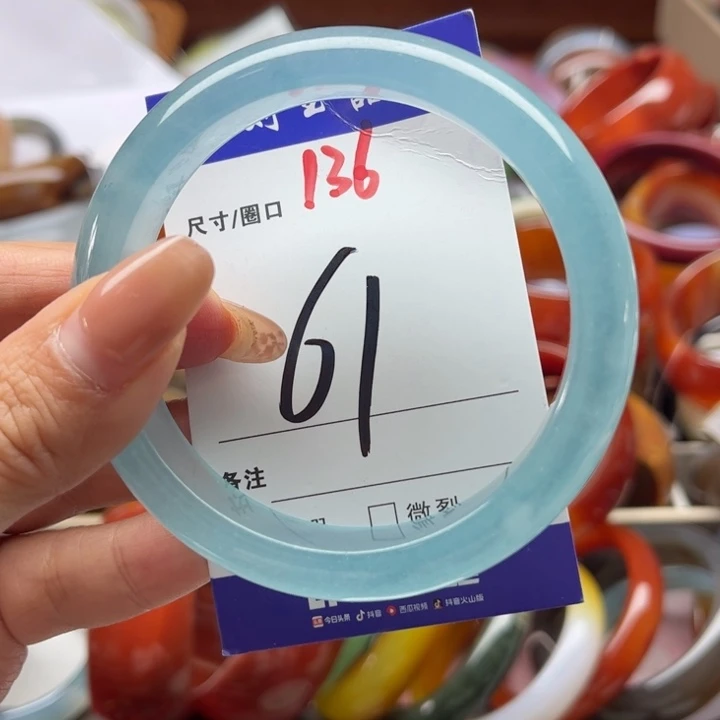 136
尺寸/圈口
61
备注
微裂
今日头条 抖音 西瓜视频 抖音火山版